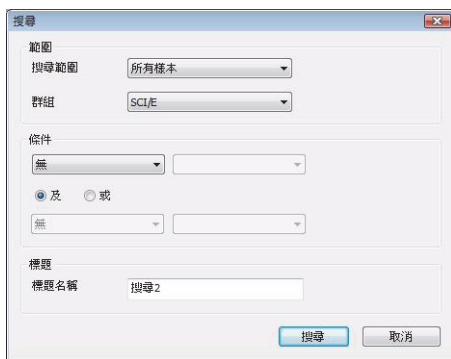 搜尋
範圍
搜尋範圍 所有樣本
群組 SCI/E
條件
無
及 或
無
標題
標題名稱 搜尋2
搜尋 取消